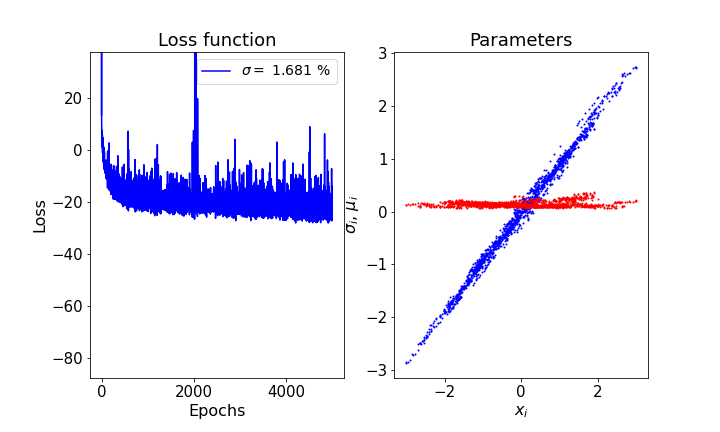 Loss function
Parameters
σ = 1.681 %
Loss
20
0
−20
−40
−60
−80
0
2000
4000
Epochs
σᵢ, μᵢ
3
2
1
0
−1
−2
−3
−2
0
2
xᵢ